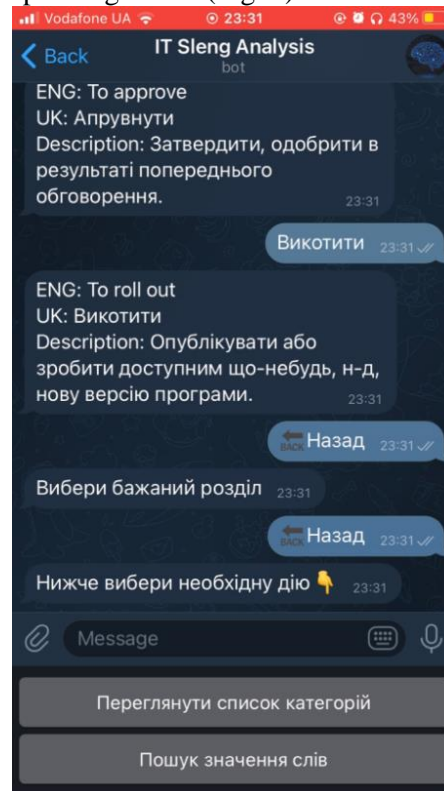 Vodafone UA 23:31 43%
Back IT Sleng Analysis
bot
ENG: To approve
UK: Апрувнути
Description: Затвердити, одобрити в
результаті попереднього
обговорення. 23:31
Викотити 23:31
ENG: To roll out
UK: Викотити
Description: Опублікувати або
зробити доступним що-небудь, н-д,
нову версію програми. 23:31
BACK Назад 23:31
Вибери бажаний розділ 23:31
BACK Назад 23:31
Нижче вибери необхідну дію 👇 23:31
Message
Переглянути список категорій
Пошук значення слів